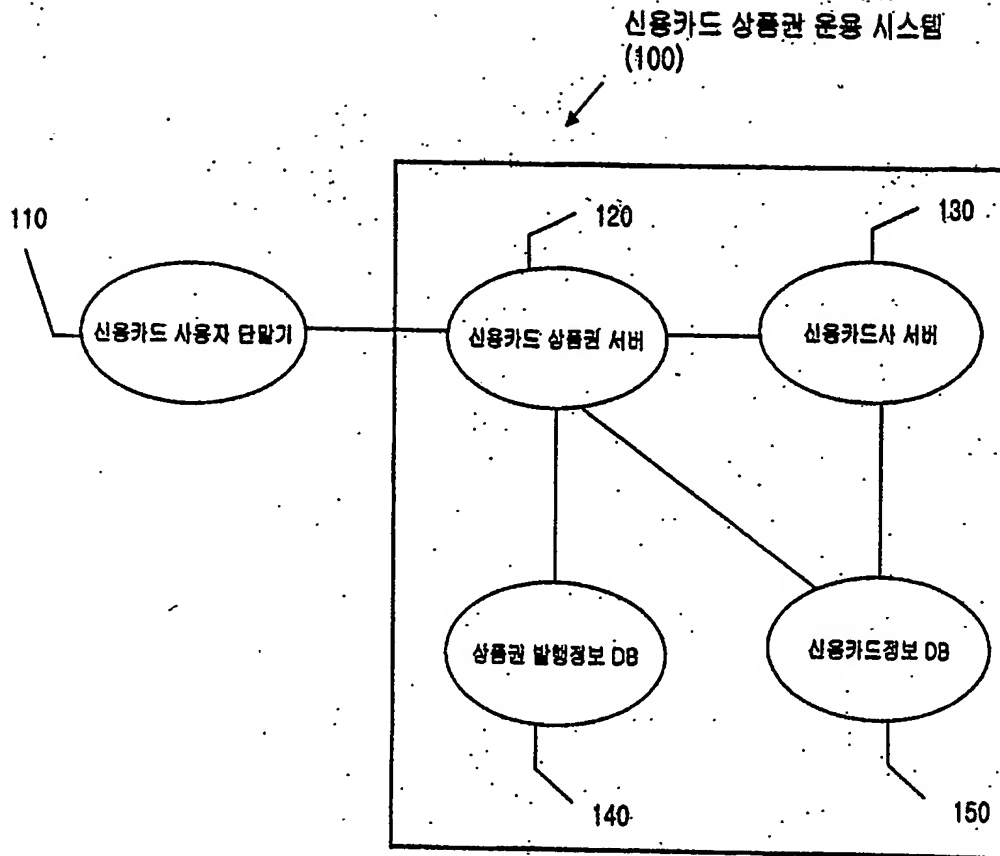 신용카드 상품권 운용 시스템
(100)
110
120
130
신용카드 사용자 단말기
신용카드 상품권 서버
신용카드사 서버
상품권 발행정보 DB
신용카드정보 DB
140
150